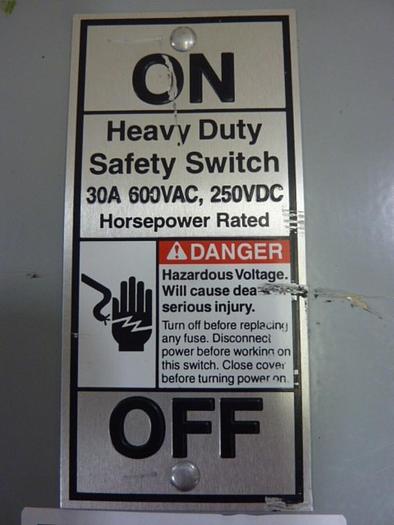 ON
Heavy Duty
Safety Switch
30A 600VAC, 250VDC
Horsepower Rated
DANGER
Hazardous Voltage.
Will cause
serious injury.
Turn off before replacing
any fuse. Disconnect
power before working on
this switch. Close cover
before turning power on.
OFF